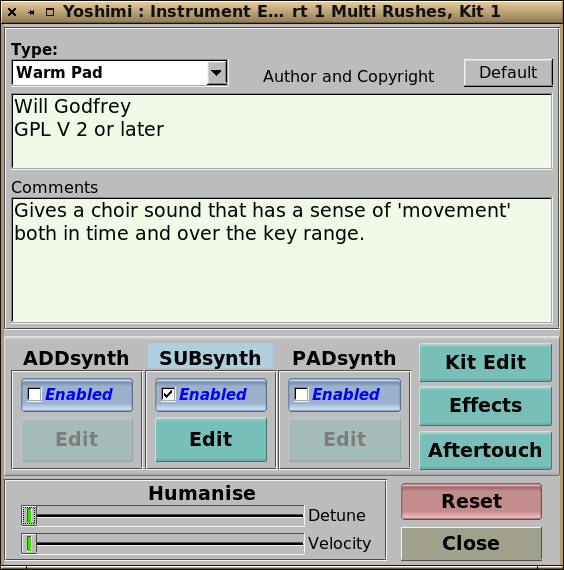 Yoshimi : Instrument E... rt 1 Multi Rushes, Kit 1
Type:
Warm Pad
Author and Copyright
Default
Will Godfrey
GPL V 2 or later
Comments
Gives a choir sound that has a sense of 'movement'
both in time and over the key range.
ADDsynth
SUBsynth
PADsynth
Kit Edit
Enabled
Enabled
Enabled
Effects
Edit
Edit
Edit
Aftertouch
Humanise
Reset
Detune
Velocity
Close